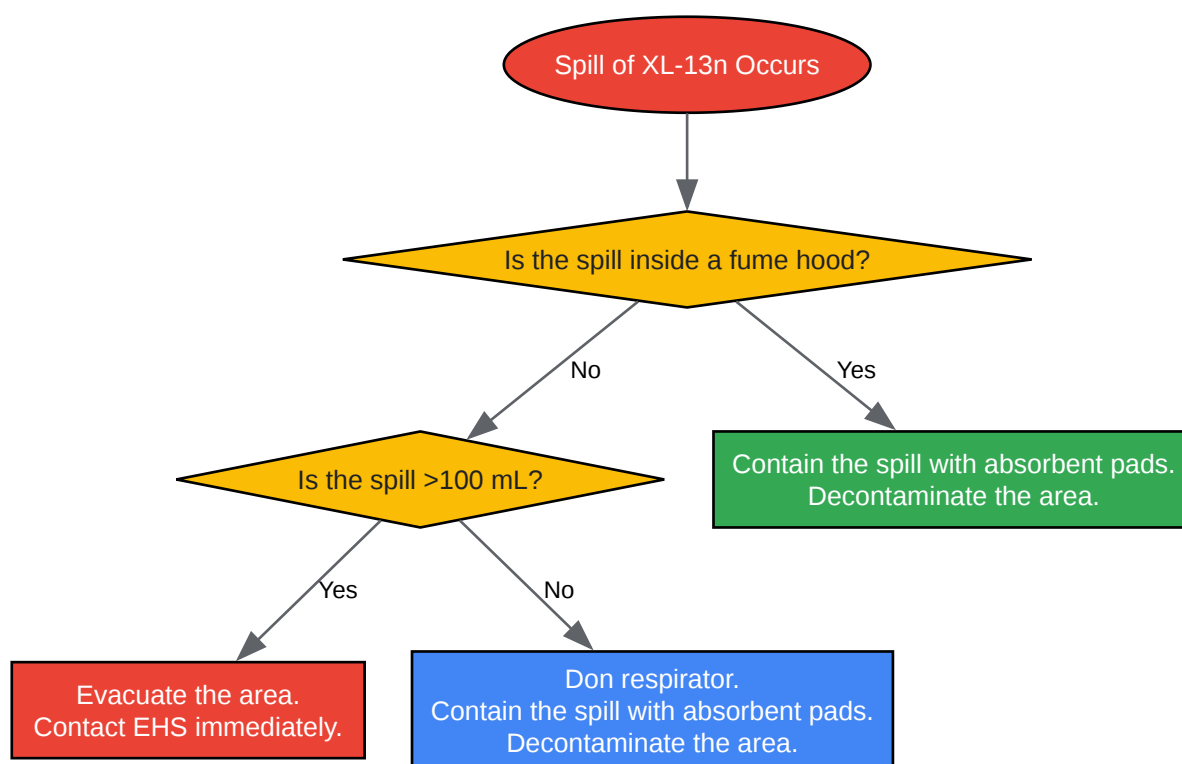 Spill of XL-13n Occurs
Is the spill inside a fume hood?
No
Yes
Is the spill >100 mL?
Contain the spill with absorbent pads.
Decontaminate the area.
Yes
No
Evacuate the area.
Contact EHS immediately.
Don respirator.
Contain the spill with absorbent pads.
Decontaminate the area.